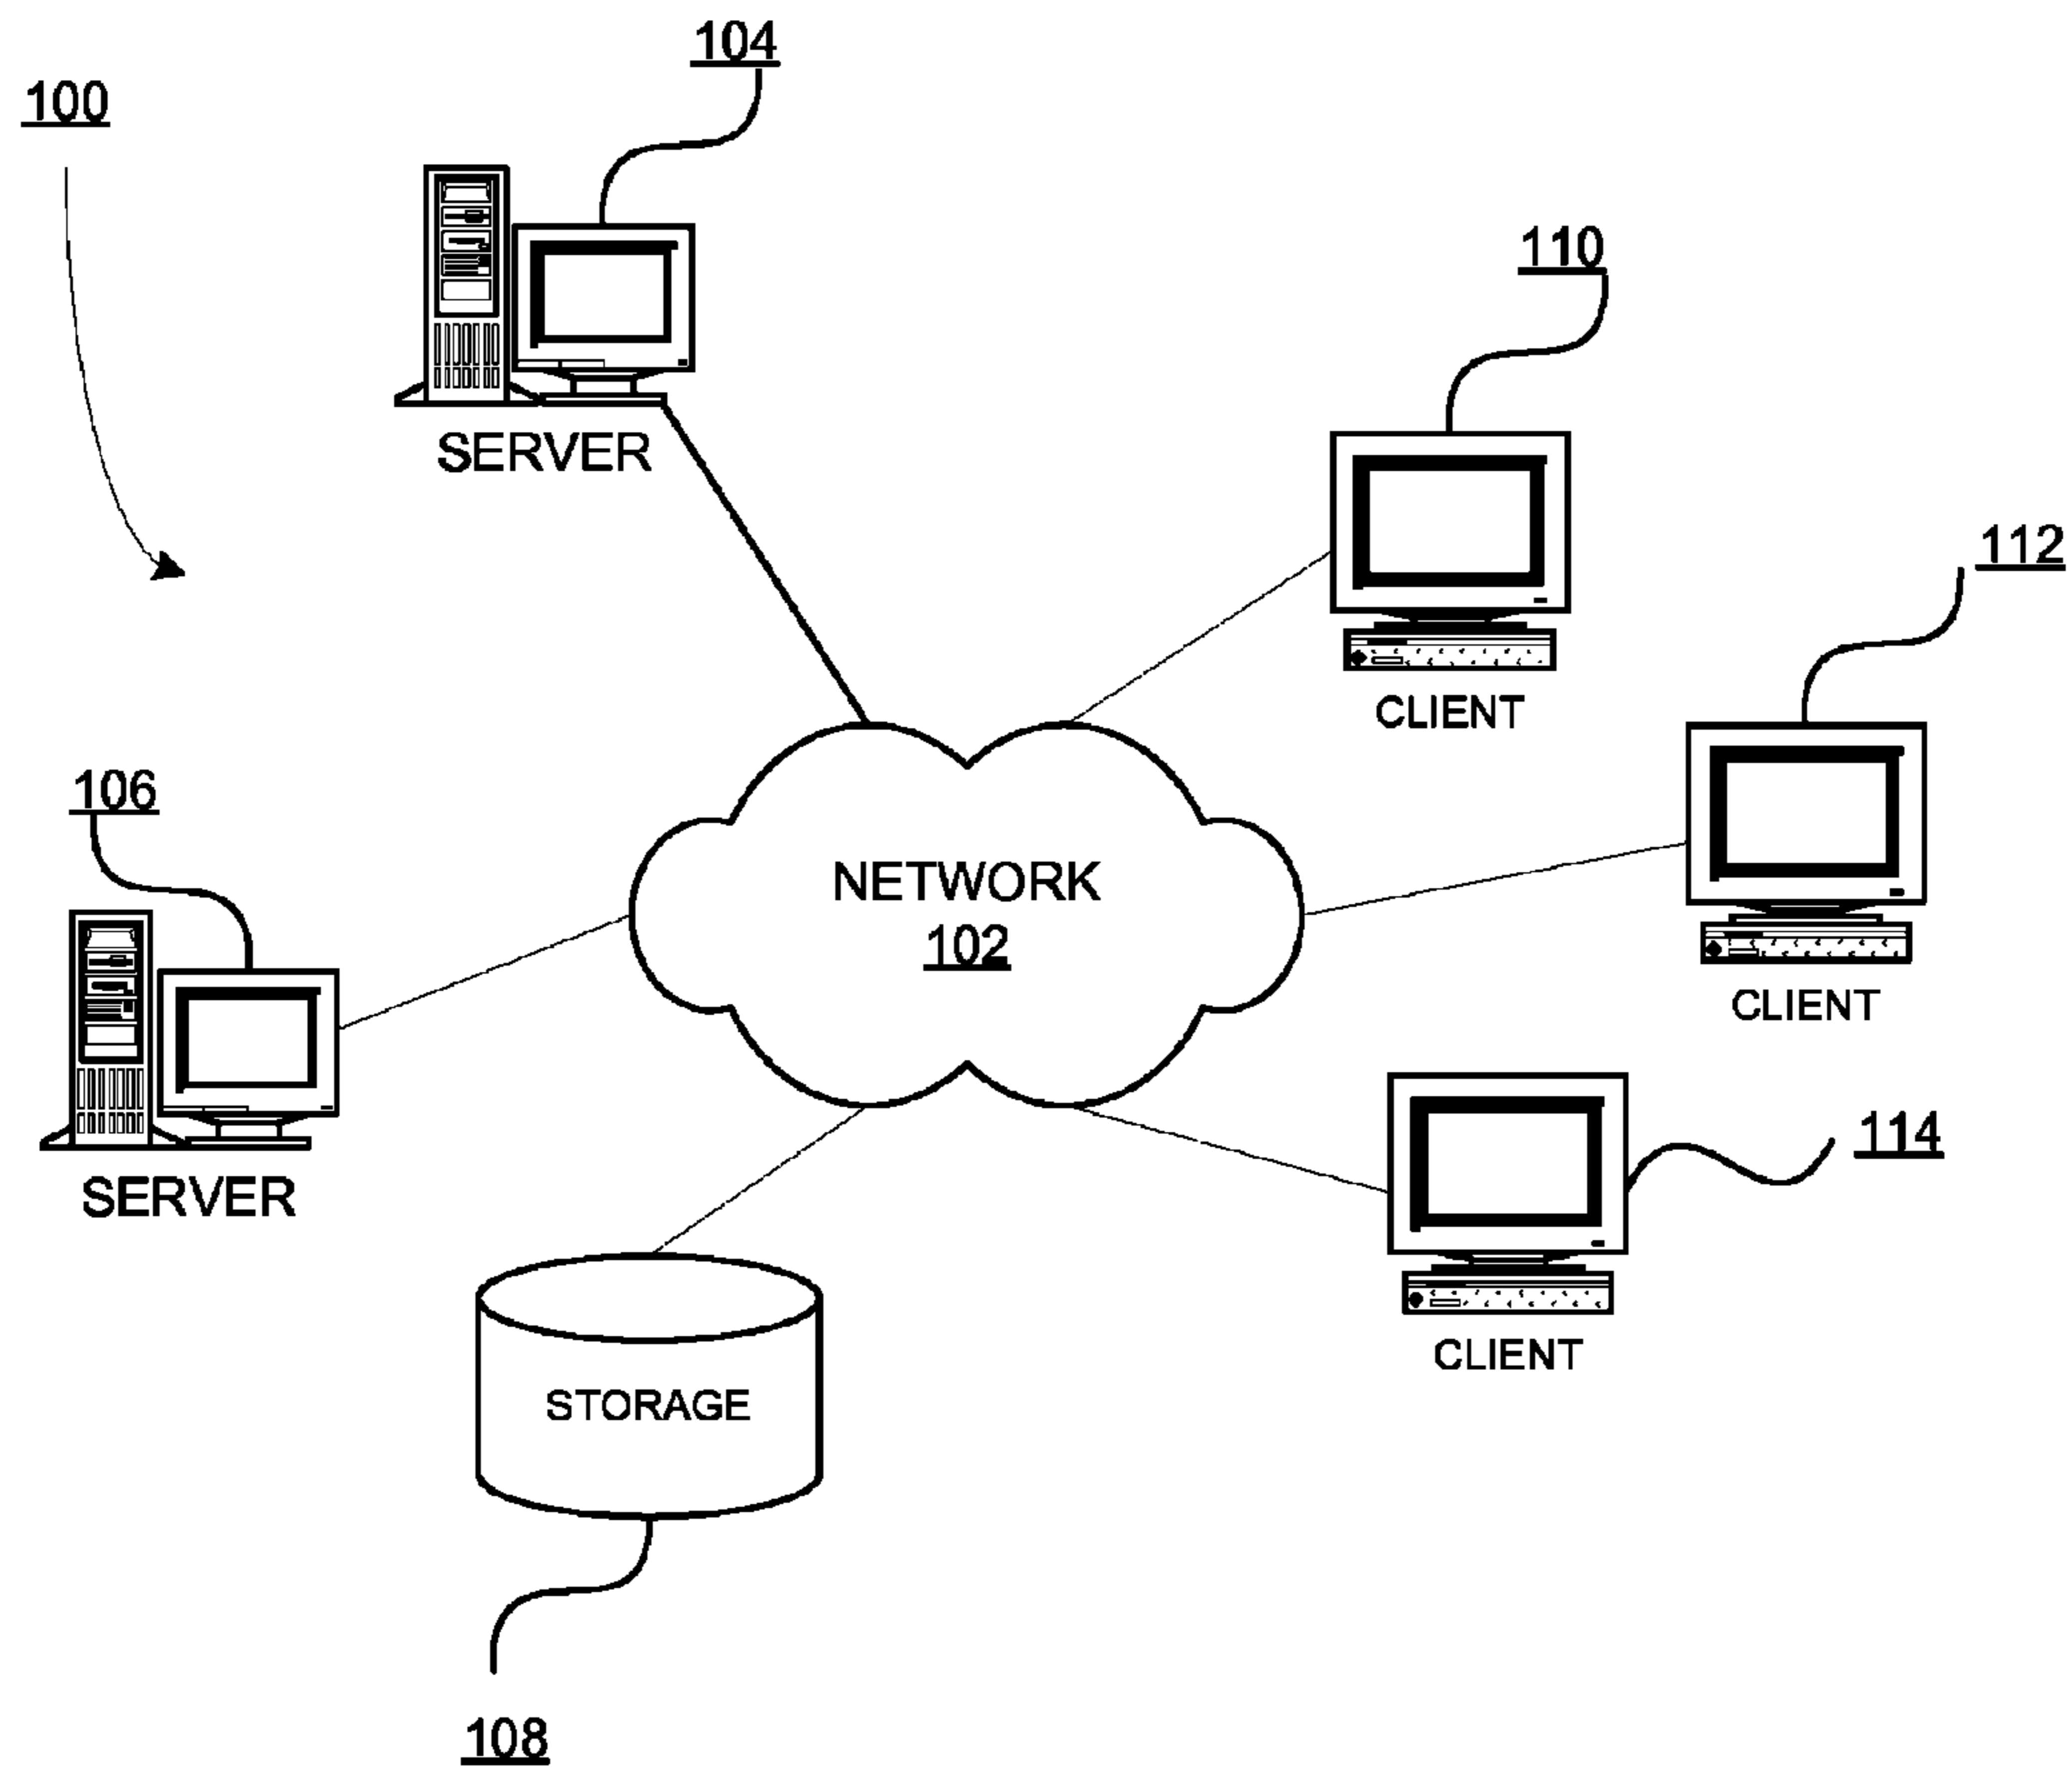 104
100
SERVER
110
CLIENT
112
CLIENT
106
SERVER
NETWORK
102
114
CLIENT
STORAGE
108